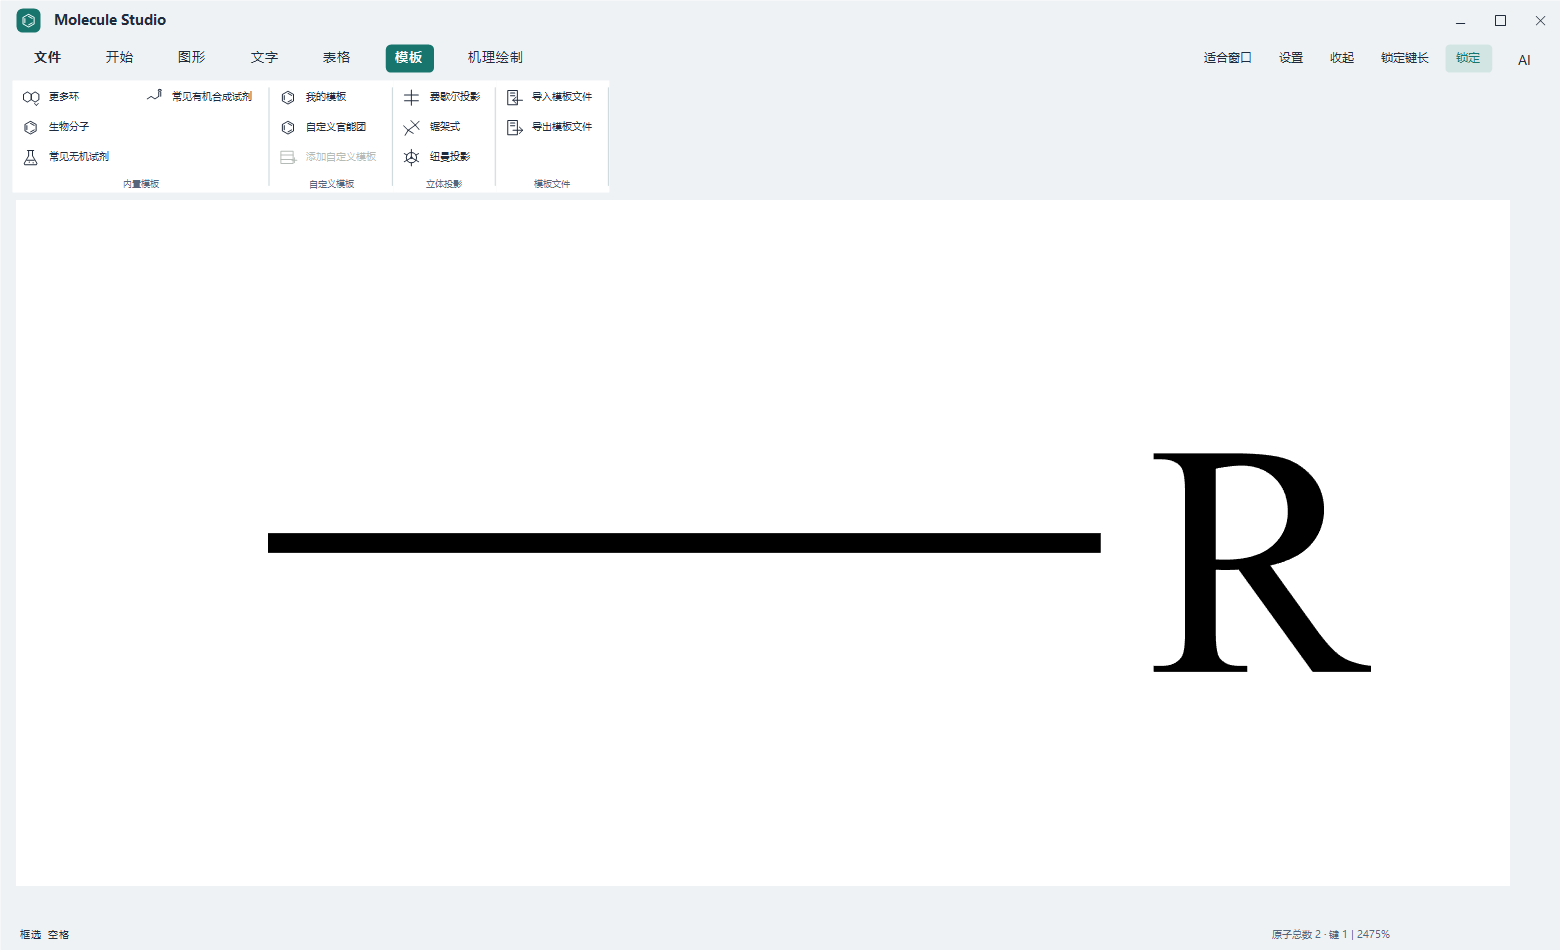 Molecule Studio
文件 开始 图形 文字 表格 模板 机理绘制 适合窗口 设置 收起 锁定键长 锁定 AI
更多环 常见有机合成试剂 我的模板 费歇尔投影 导入模板文件
生物分子 自定义官能团 锯架式 导出模板文件
常见无机试剂 添加自定义模板 纽曼投影
内置模板 自定义模板 立体投影 模板文件
R
框选 空格 原子总数 2 · 键 1 | 2475%